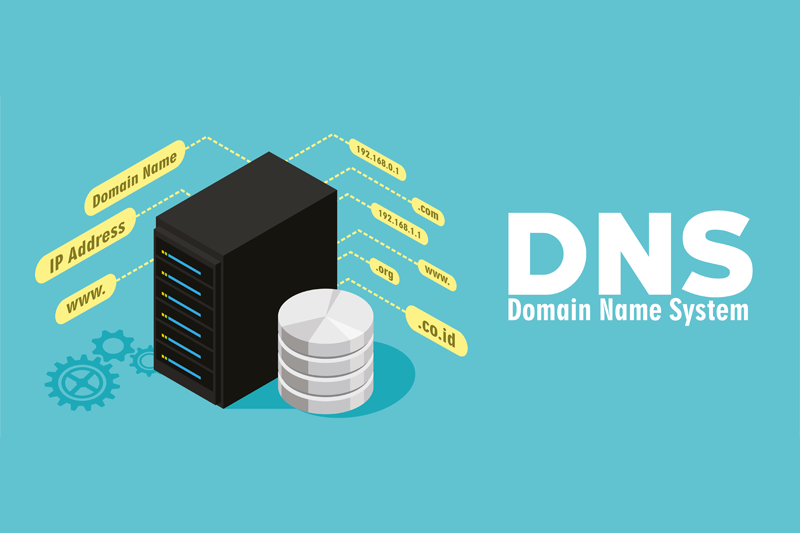 Domain Name
IP Address
www.
192.168.0.1
.com
192.168.1.1
www.
.org
.co.id
DNS
Domain Name System